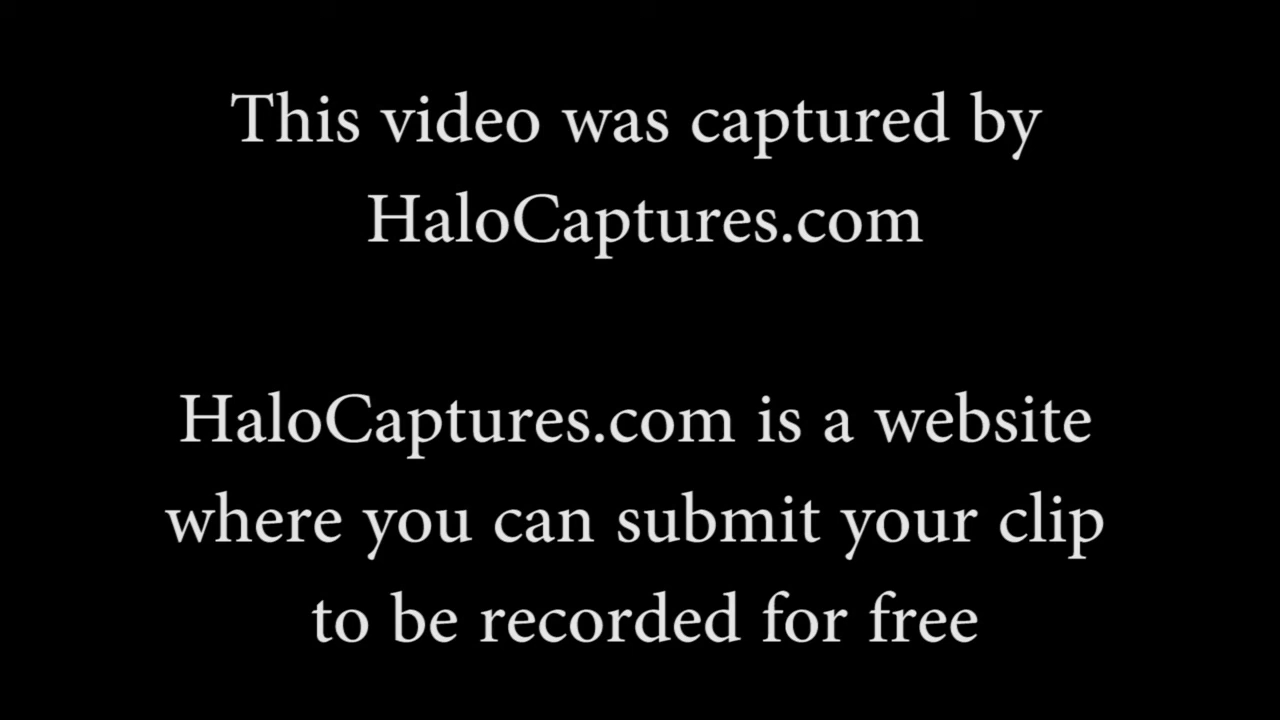 This video was captured by
HaloCaptures.com
HaloCaptures.com is a website
where you can submit your clip
to be recorded for free